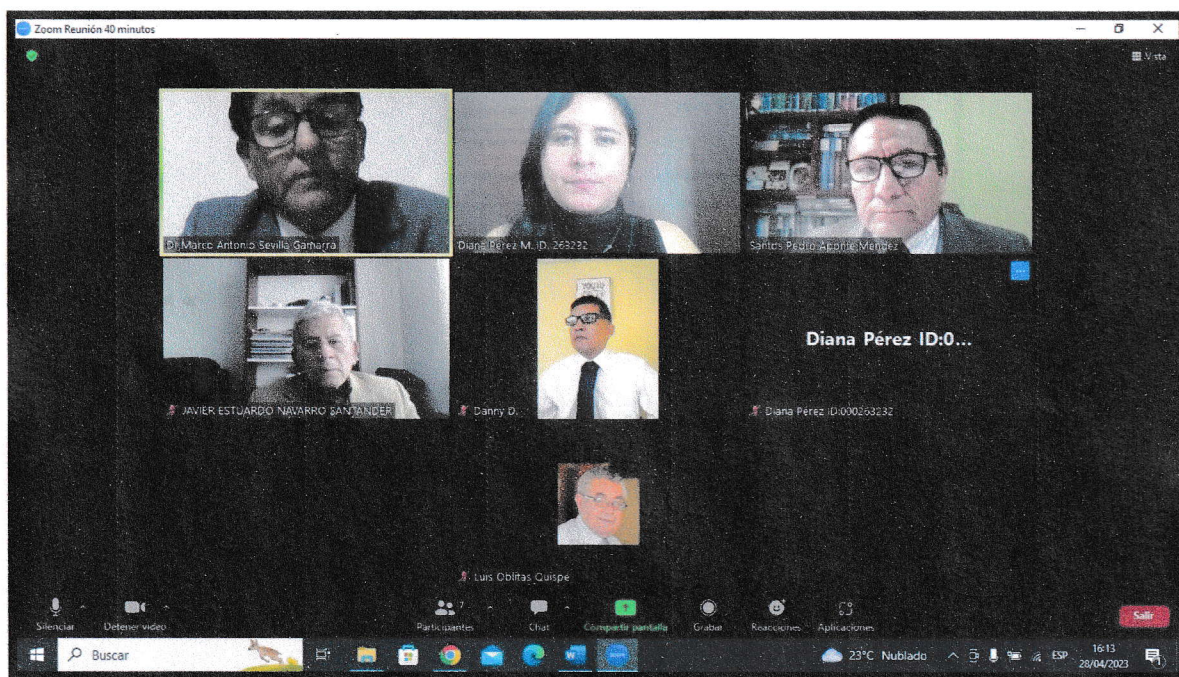 Zoom Reunión 40 minutos
Vista
Dr Marco Antonio Sevilla Gamarra
Diana Pérez M. ID. 263232
Santos Pedro Aponte Mendez
Diana Pérez ID:0...
JAVIER ESTUARDO NAVARRO SANTANDER
Danny D.
Diana Pérez ID:000263232
Luis Oblitas Quispe
Silenciar
Detener video
7
Participantes
Chat
Compartir pantalla
Grabar
Reacciones
Aplicaciones
Salir
Buscar
23°C Nublado
ESP
16:13
28/04/2023